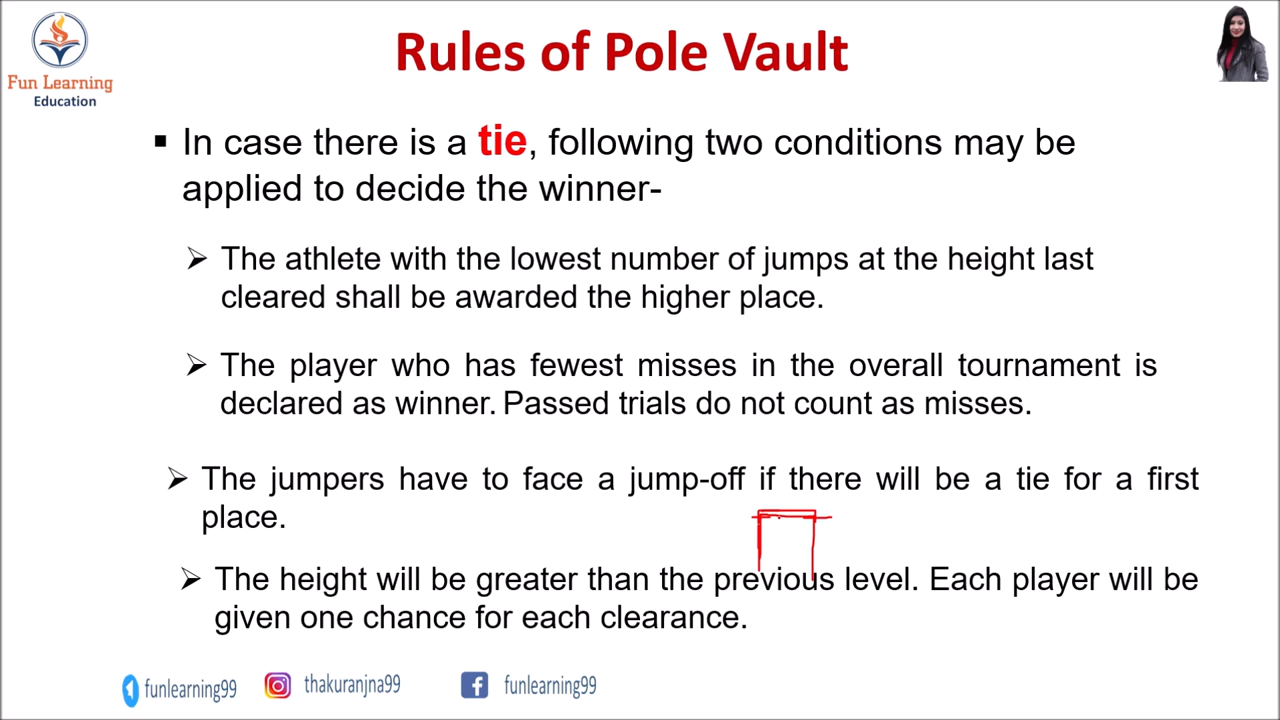 Fun Learning
Education
Rules of Pole Vault
▪ In case there is a tie, following two conditions may be
applied to decide the winner-
➢ The athlete with the lowest number of jumps at the height last
cleared shall be awarded the higher place.
➢ The player who has fewest misses in the overall tournament is
declared as winner. Passed trials do not count as misses.
➢ The jumpers have to face a jump-off if there will be a tie for a first
place.
➢ The height will be greater than the previous level. Each player will be
given one chance for each clearance.
funlearning99 thakuranjna99 funlearning99